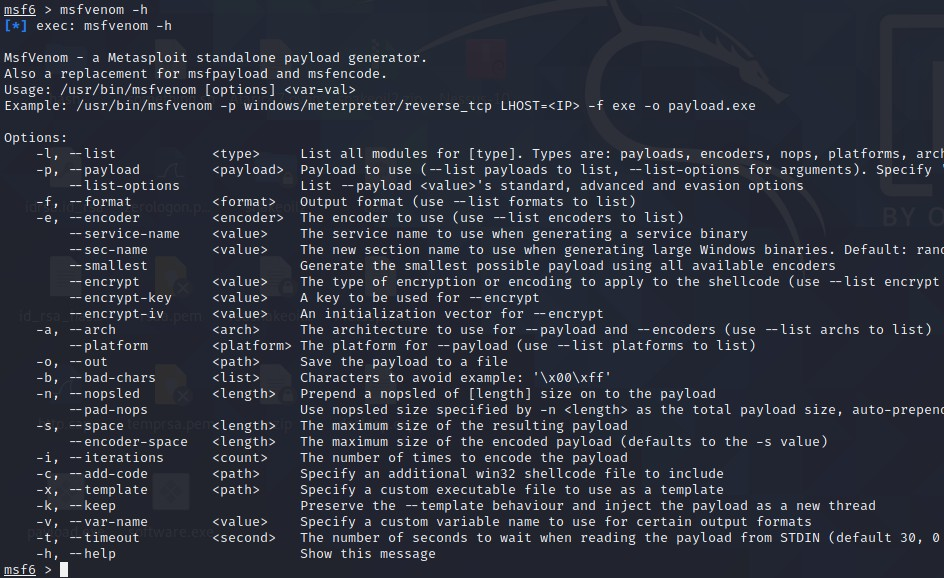 msf6 > msfvenom -h
[*] exec: msfvenom -h
MsfVenom - a Metasploit standalone payload generator.
Also a replacement for msfpayload and msfencode.
Usage: /usr/bin/msfvenom [options] <var=val>
Example: /usr/bin/msfvenom -p windows/meterpreter/reverse_tcp LHOST=<IP> -f exe -o payload.exe
Options:
-l, --list <type> List all modules for [type]. Types are: payloads, encoders, nops, platforms, arch
-p, --payload <payload> Payload to use (--list payloads to list, --list-options for arguments). Specify '
--list-options List --payload <value>'s standard, advanced and evasion options
-f, --format <format> Output format (use --list formats to list)
-e, --encoder <encoder> The encoder to use (use --list encoders to list)
--service-name <value> The service name to use when generating a service binary
--sec-name <value> The new section name to use when generating large Windows binaries. Default: rand
--smallest Generate the smallest possible payload using all available encoders
--encrypt <value> The type of encryption or encoding to apply to the shellcode (use --list encrypt
--encrypt-key <value> A key to be used for --encrypt
--encrypt-iv <value> An initialization vector for --encrypt
-a, --arch <arch> The architecture to use for --payload and --encoders (use --list archs to list)
--platform <platform> The platform for --payload (use --list platforms to list)
-o, --out <path> Save the payload to a file
-b, --bad-chars <list> Characters to avoid example: '\x00\xff'
-n, --nopsled <length> Prepend a nopsled of [length] size on to the payload
--pad-nops Use nopsled size specified by -n <length> as the total payload size, auto-prepend
-s, --space <length> The maximum size of the resulting payload
--encoder-space <length> The maximum size of the encoded payload (defaults to the -s value)
-i, --iterations <count> The number of times to encode the payload
-c, --add-code <path> Specify an additional win32 shellcode file to include
-x, --template <path> Specify a custom executable file to use as a template
-k, --keep Preserve the --template behaviour and inject the payload as a new thread
-v, --var-name <value> Specify a custom variable name to use for certain output formats
-t, --timeout <second> The number of seconds to wait when reading the payload from STDIN (default 30, 0
-h, --help Show this message
msf6 >
BY